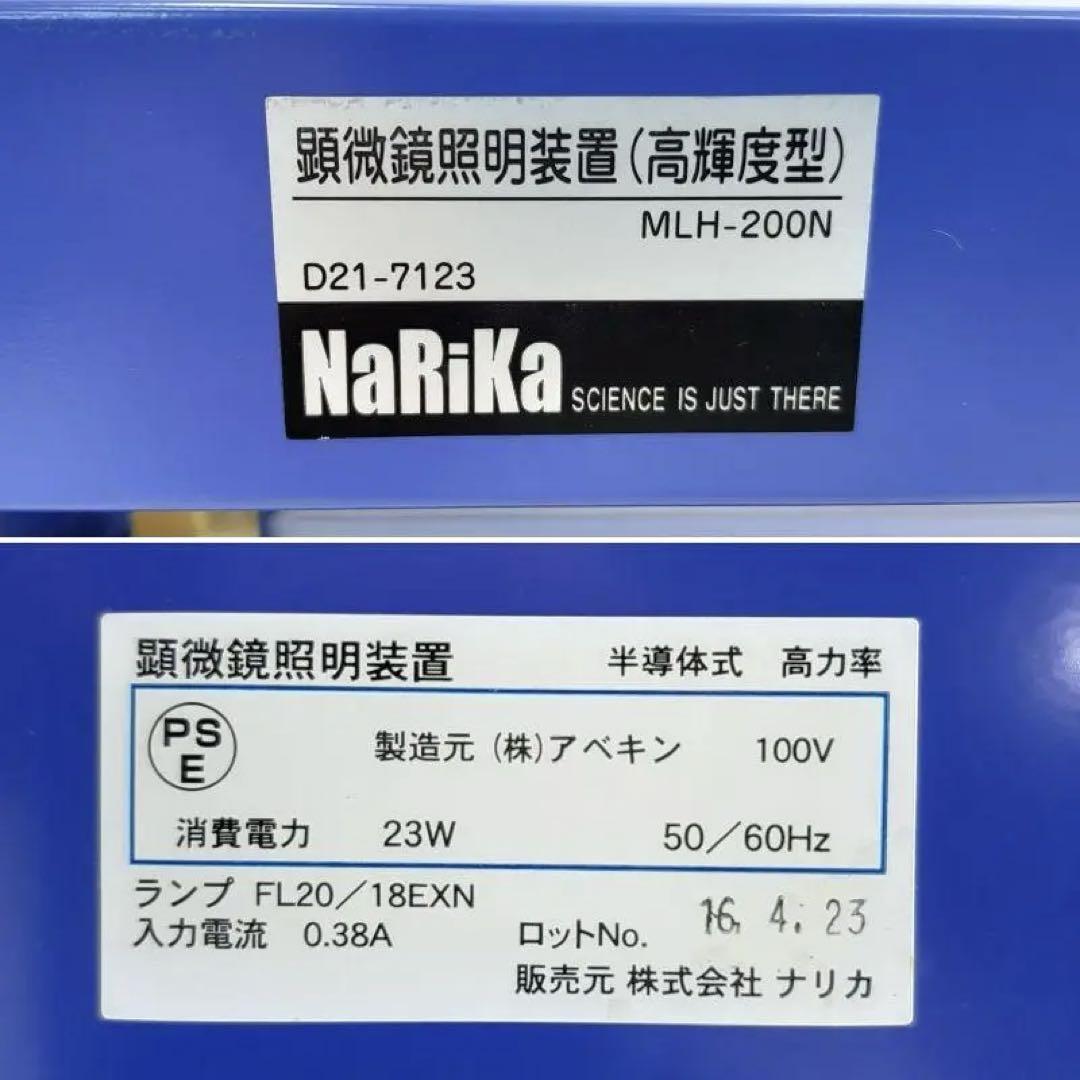 顕微鏡照明装置(高輝度型)
MLH-200N
D21-7123
NaRiKa SCIENCE IS JUST THERE
顕微鏡照明装置 半導体式 高力率
PS
E
製造元 (株)アベキン 100V
消費電力 23W 50/60Hz
ランプ FL20/18EXN
入力電流 0.38A
ロットNo. 16. 4. 23
販売元 株式会社 ナリカ